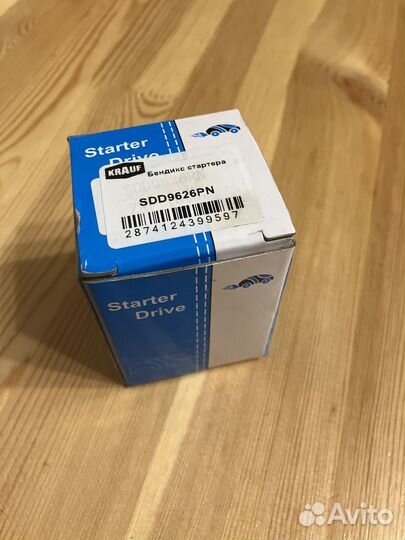 Starter
Drive
KRAUF
Бендикс стартера
SDD9626PN
2874124399597
Starter
Drive
Avito